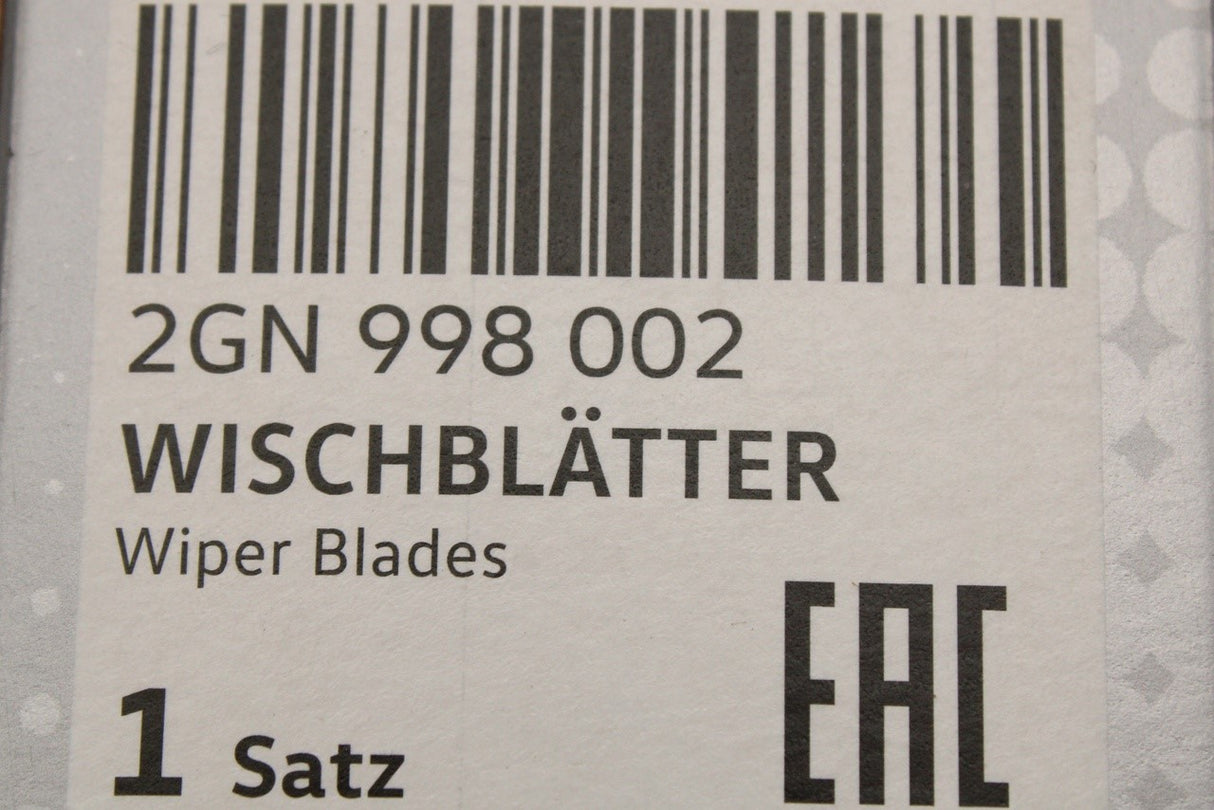 2GN 998 002
WISCHBLÄTTER
Wiper Blades
EAC
1 Satz